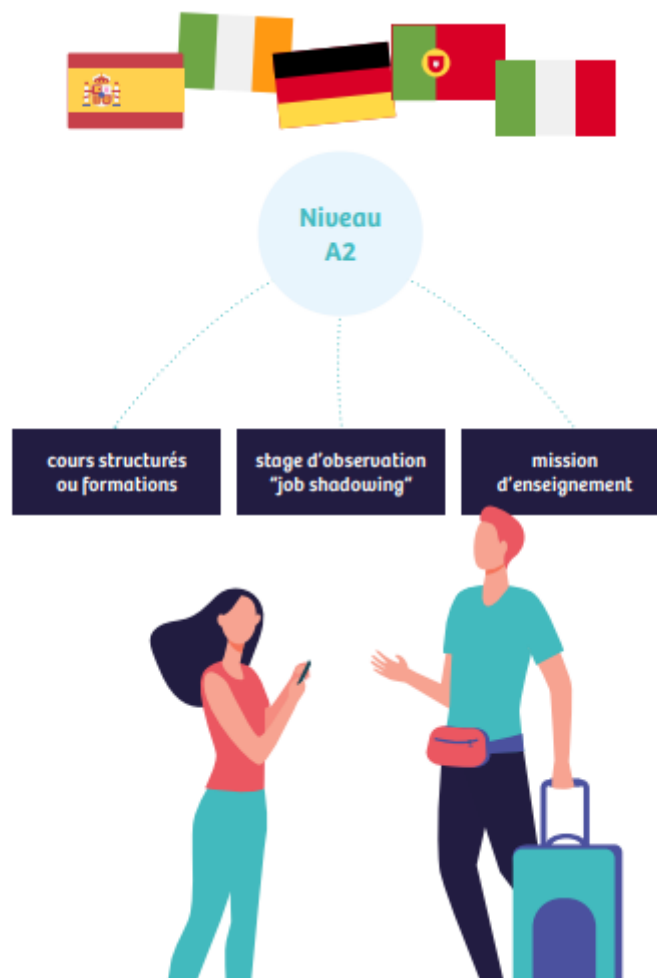 Niveau
A2
cours structurés
ou formations
stage d'observation
"job shadowing"
mission
d'enseignement